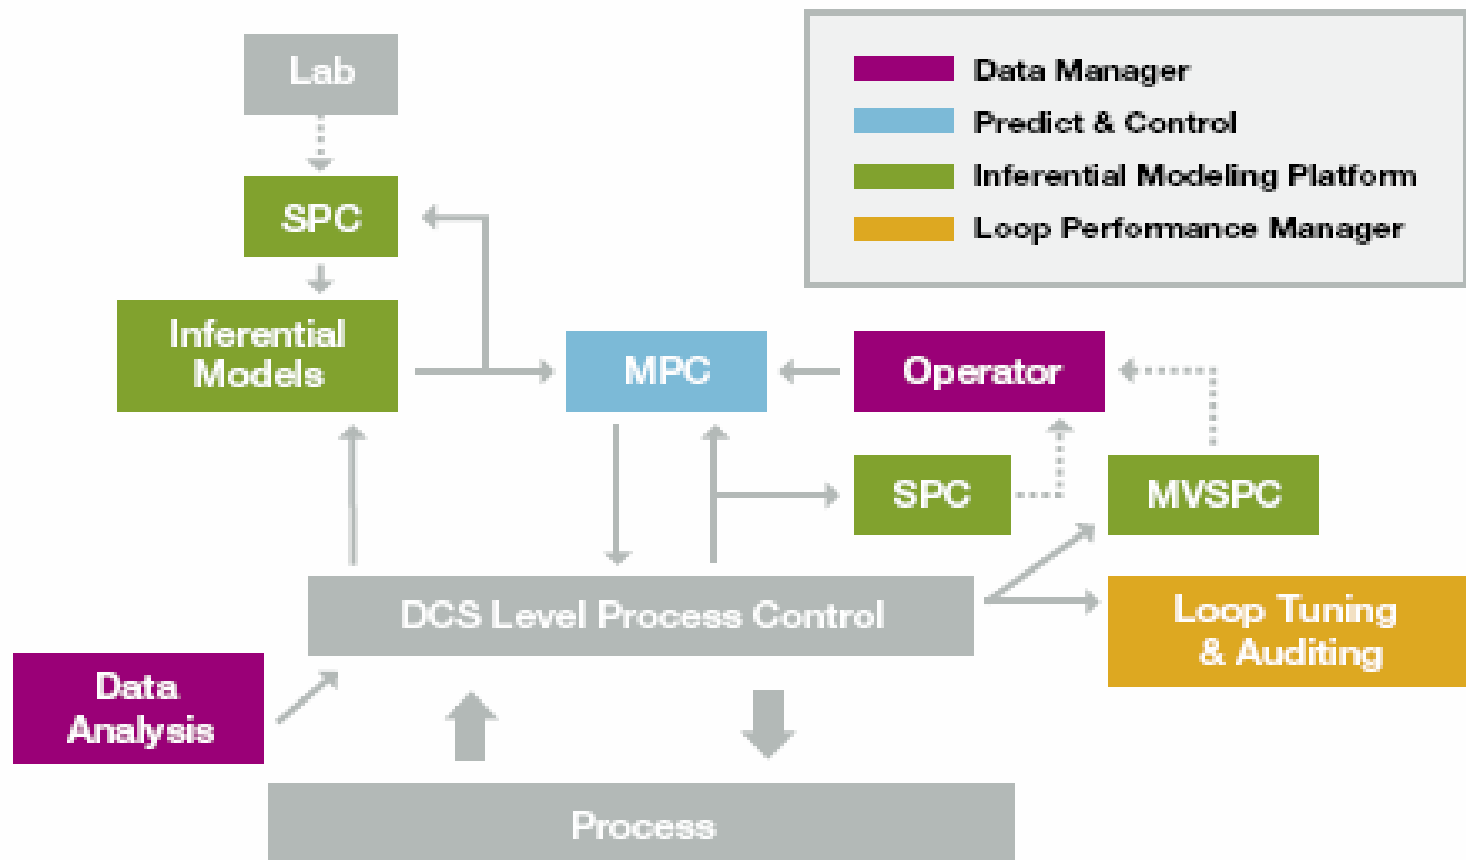 Lab
Data Manager
Predict & Control
Inferential Modeling Platform
Loop Performance Manager
SPC
Inferential
Models
MPC
Operator
SPC
MVSPC
DCS Level Process Control
Loop Tuning
& Auditing
Data
Analysis
Process